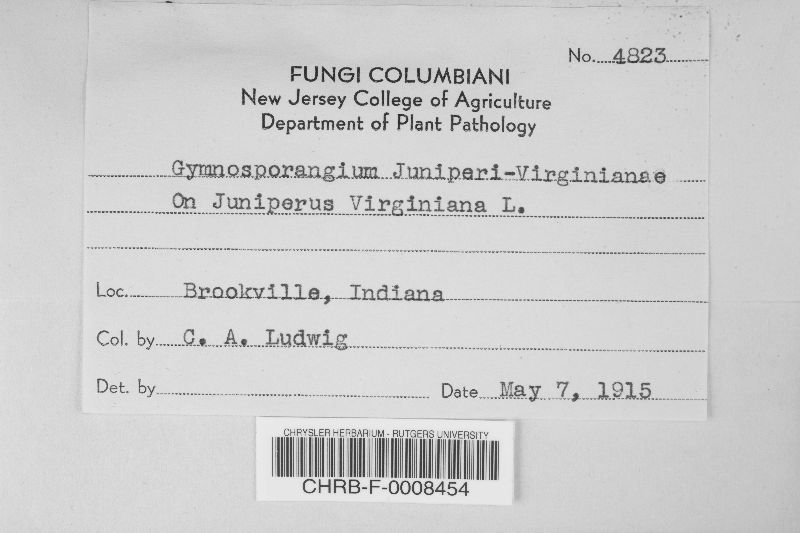 No. 4823
FUNGI COLUMBIANI
New Jersey College of Agriculture
Department of Plant Pathology
Gymnosporangium Juniperi-Virginianae
On Juniperus Virginiana L.
Loc. Brookville, Indiana
Col. by C. A. Ludwig
Det. by
Date May 7, 1915
CHRYSLER HERBARIUM - RUTGERS UNIVERSITY
CHRB-F-0008454